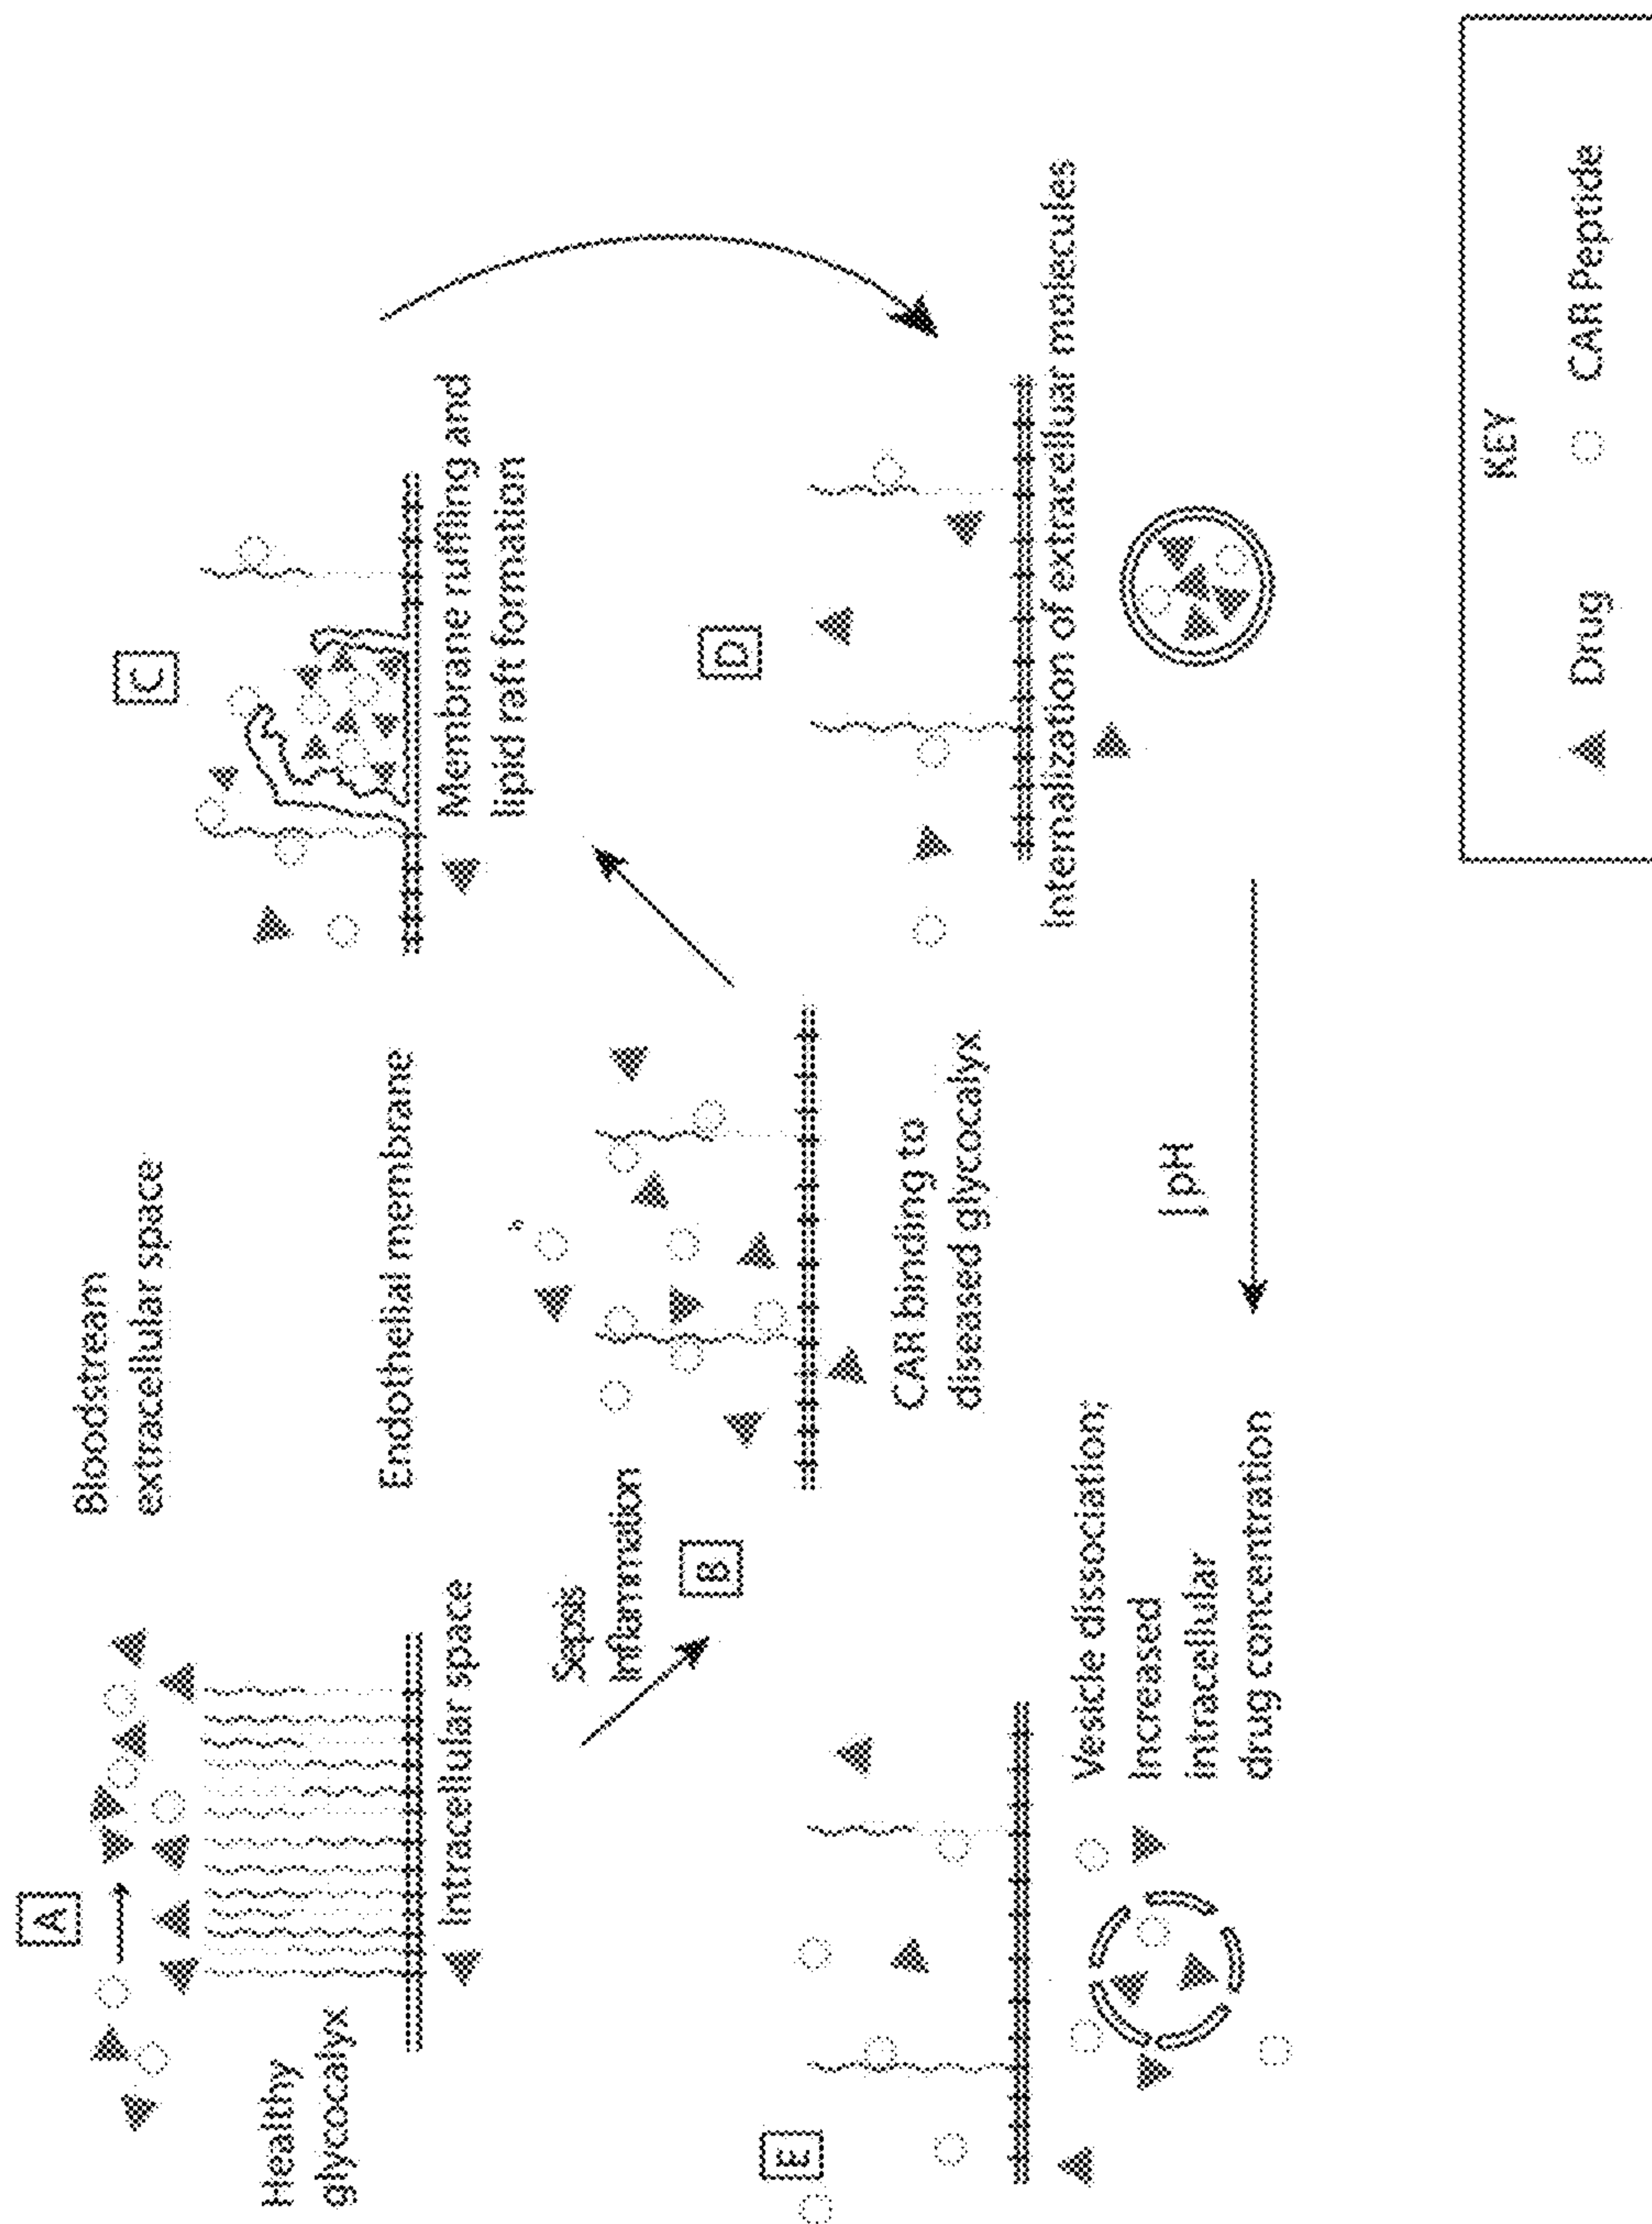 A
Bloodstream
extracellular space
Healthy
glycocalyx
Endothelial membrane
Intracellular space
Sepsis
Inflammation
B
CAR binding to
diseased glycocalyx
C
Membrane ruffling and
lipid raft formation
D
Internalization of extracelluar molecules
↓pH
E
Vesicle dissociation;
Increased
intracellular
drug concentration
KEY
Drug
CAR Peptide